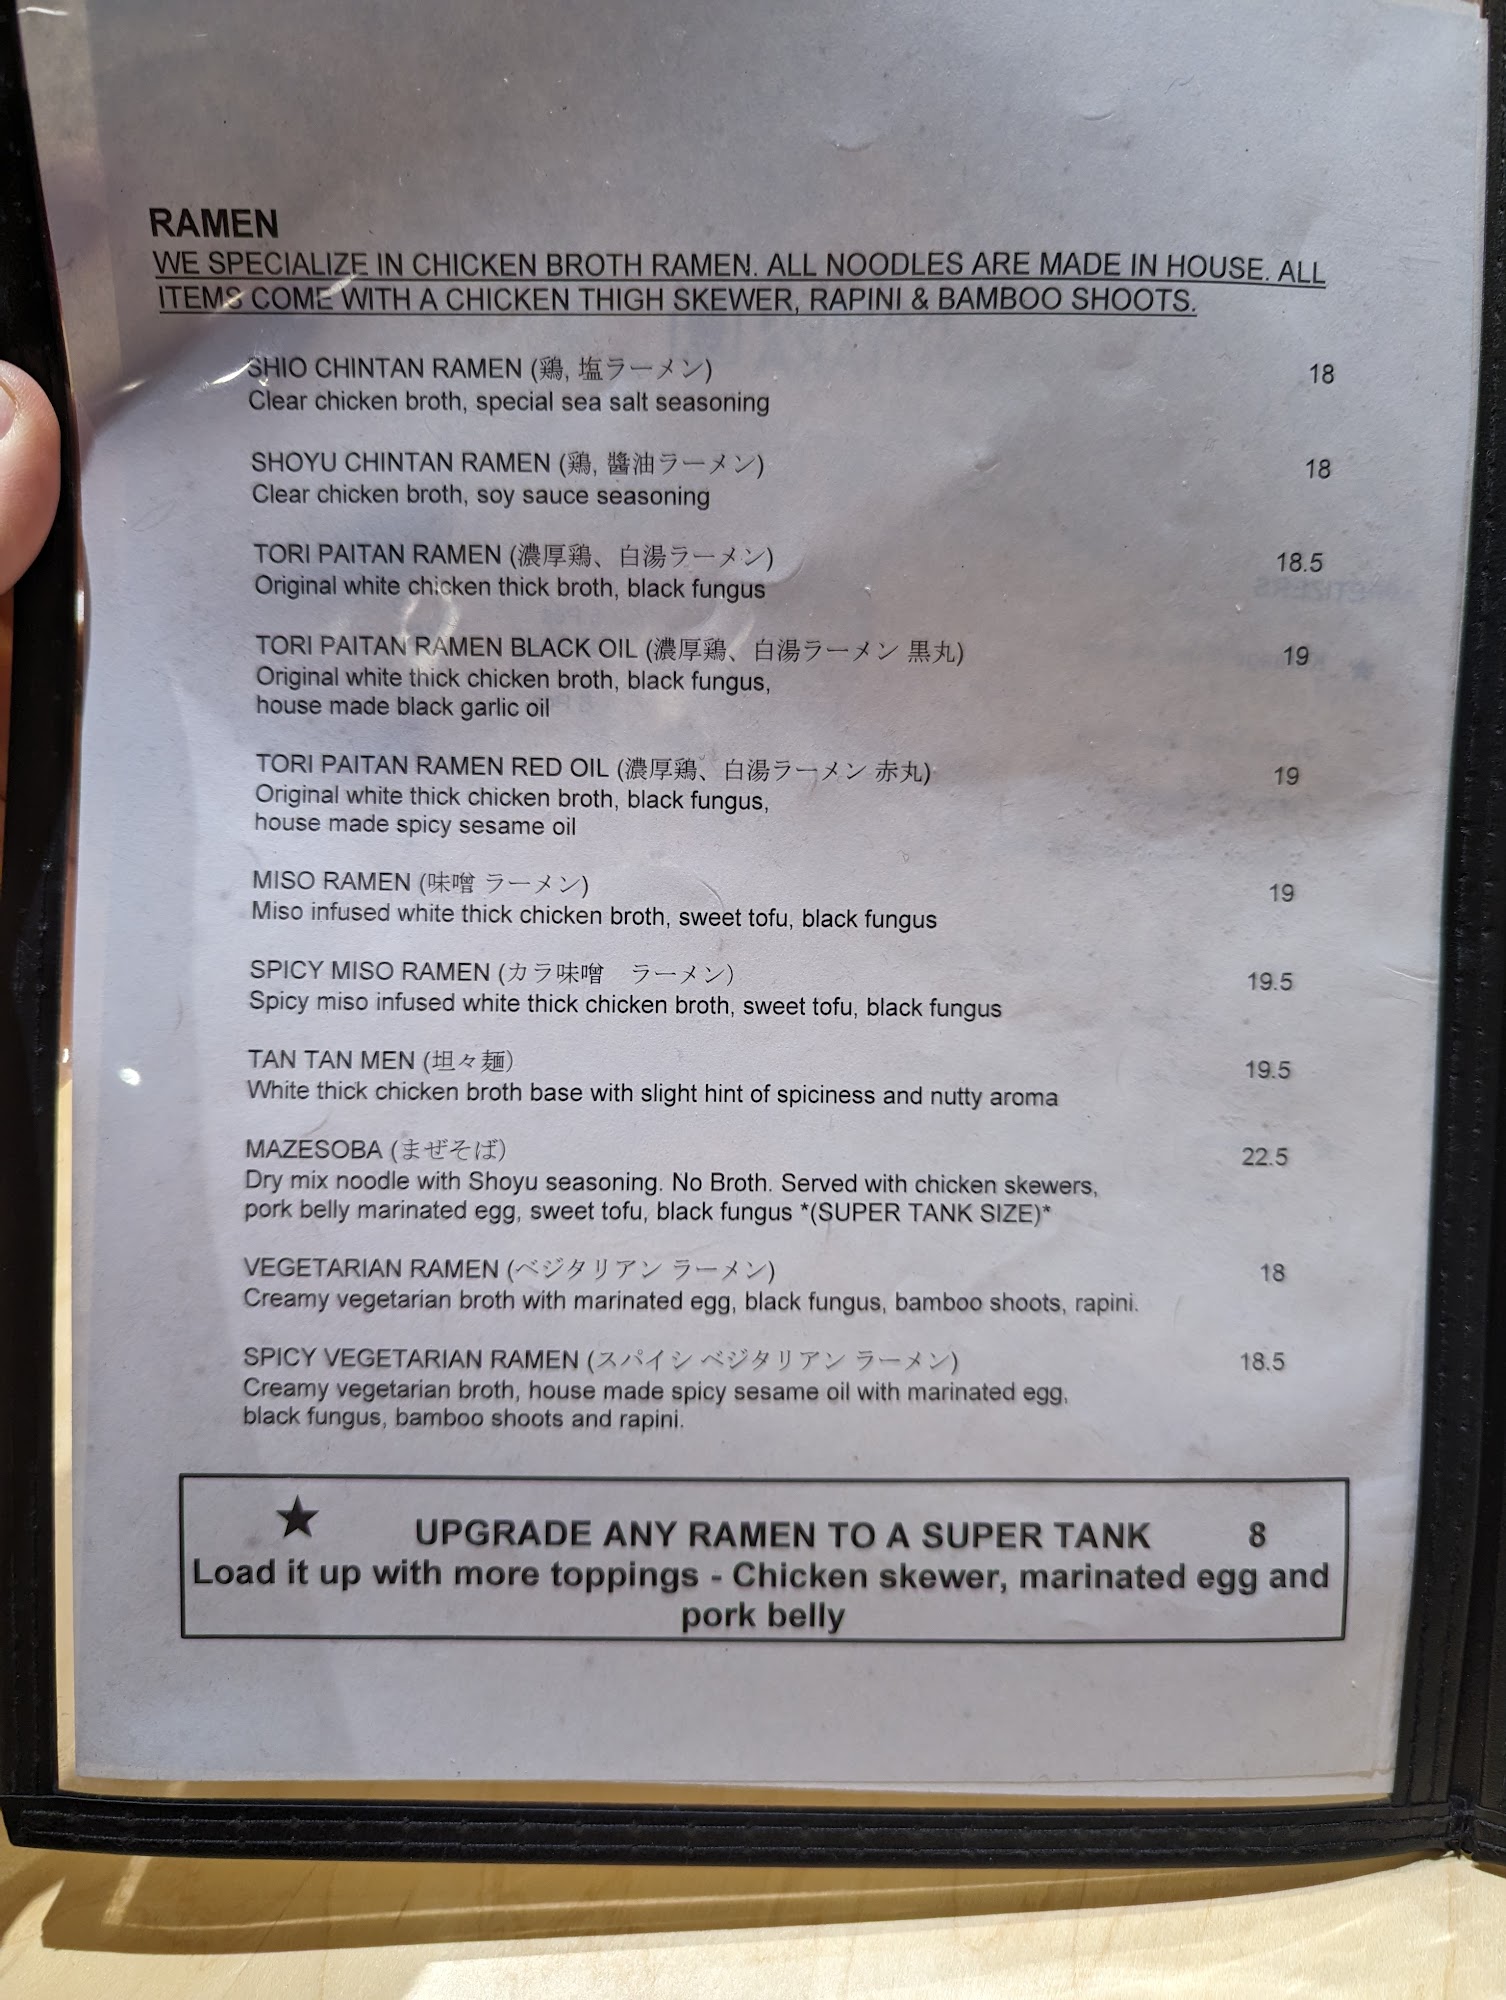 RAMEN
WE SPECIALIZE IN CHICKEN BROTH RAMEN. ALL NOODLES ARE MADE IN HOUSE. ALL
ITEMS COME WITH A CHICKEN THIGH SKEWER, RAPINI & BAMBOO SHOOTS.
SHIO CHINTAN RAMEN (鶏, 塩ラーメン) 18
Clear chicken broth, special sea salt seasoning
SHOYU CHINTAN RAMEN (鶏, 醬油ラーメン) 18
Clear chicken broth, soy sauce seasoning
TORI PAITAN RAMEN (濃厚鶏、白湯ラーメン) 18.5
Original white chicken thick broth, black fungus
TORI PAITAN RAMEN BLACK OIL (濃厚鶏、白湯ラーメン 黒丸) 19
Original white thick chicken broth, black fungus,
house made black garlic oil
TORI PAITAN RAMEN RED OIL (濃厚鶏、白湯ラーメン 赤丸) 19
Original white thick chicken broth, black fungus,
house made spicy sesame oil
MISO RAMEN (味噌 ラーメン) 19
Miso infused white thick chicken broth, sweet tofu, black fungus
SPICY MISO RAMEN (カラ味噌　ラーメン) 19.5
Spicy miso infused white thick chicken broth, sweet tofu, black fungus
TAN TAN MEN (坦々麺) 19.5
White thick chicken broth base with slight hint of spiciness and nutty aroma
MAZESOBA (まぜそば) 22.5
Dry mix noodle with Shoyu seasoning. No Broth. Served with chicken skewers,
pork belly marinated egg, sweet tofu, black fungus *(SUPER TANK SIZE)*
VEGETARIAN RAMEN (ベジタリアン ラーメン) 18
Creamy vegetarian broth with marinated egg, black fungus, bamboo shoots, rapini.
SPICY VEGETARIAN RAMEN (スパイシ ベジタリアン ラーメン) 18.5
Creamy vegetarian broth, house made spicy sesame oil with marinated egg,
black fungus, bamboo shoots and rapini.
★ UPGRADE ANY RAMEN TO A SUPER TANK 8
Load it up with more toppings - Chicken skewer, marinated egg and
pork belly